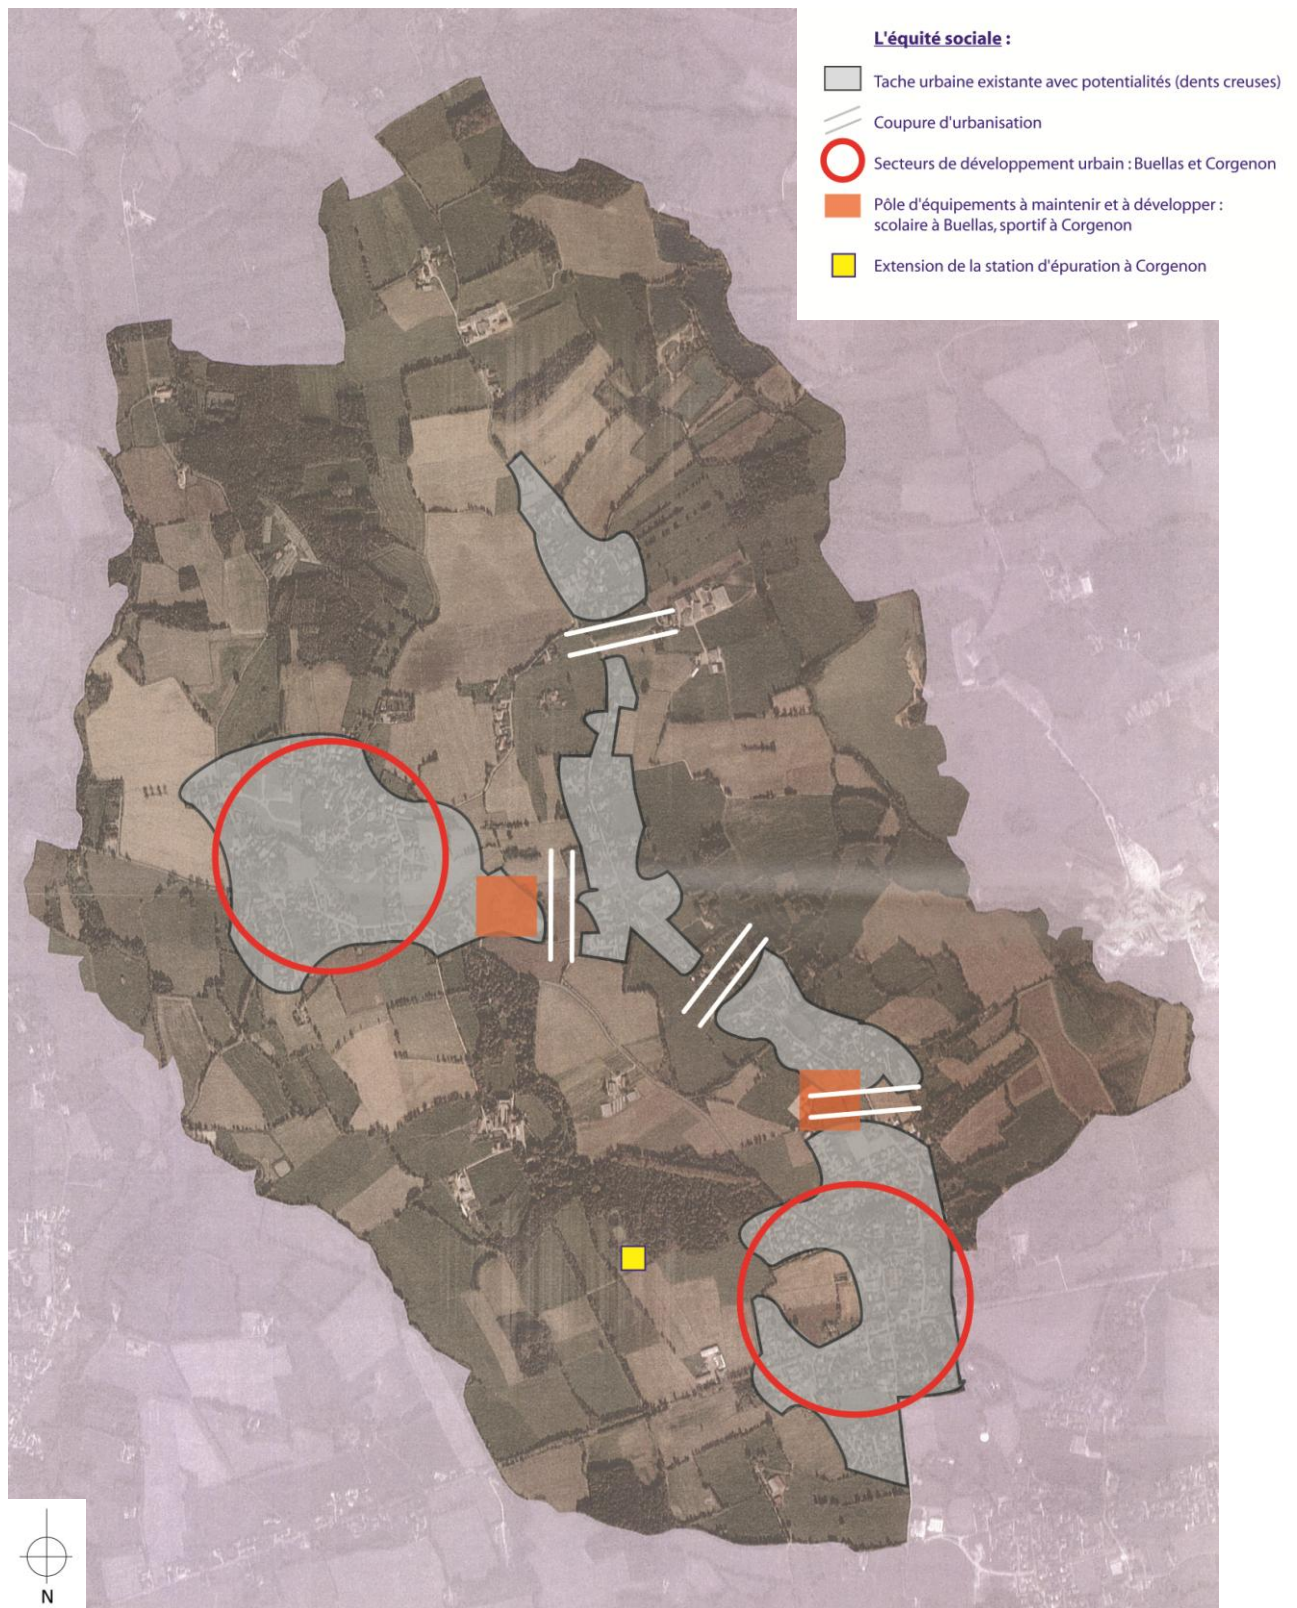 L'équité sociale :
Tache urbaine existante avec potentialités (dents creuses)
Coupure d'urbanisation
Secteurs de développement urbain : Buellas et Corgenon
Pôle d'équipements à maintenir et à développer :
scolaire à Buellas, sportif à Corgenon
Extension de la station d'épuration à Corgenon
N